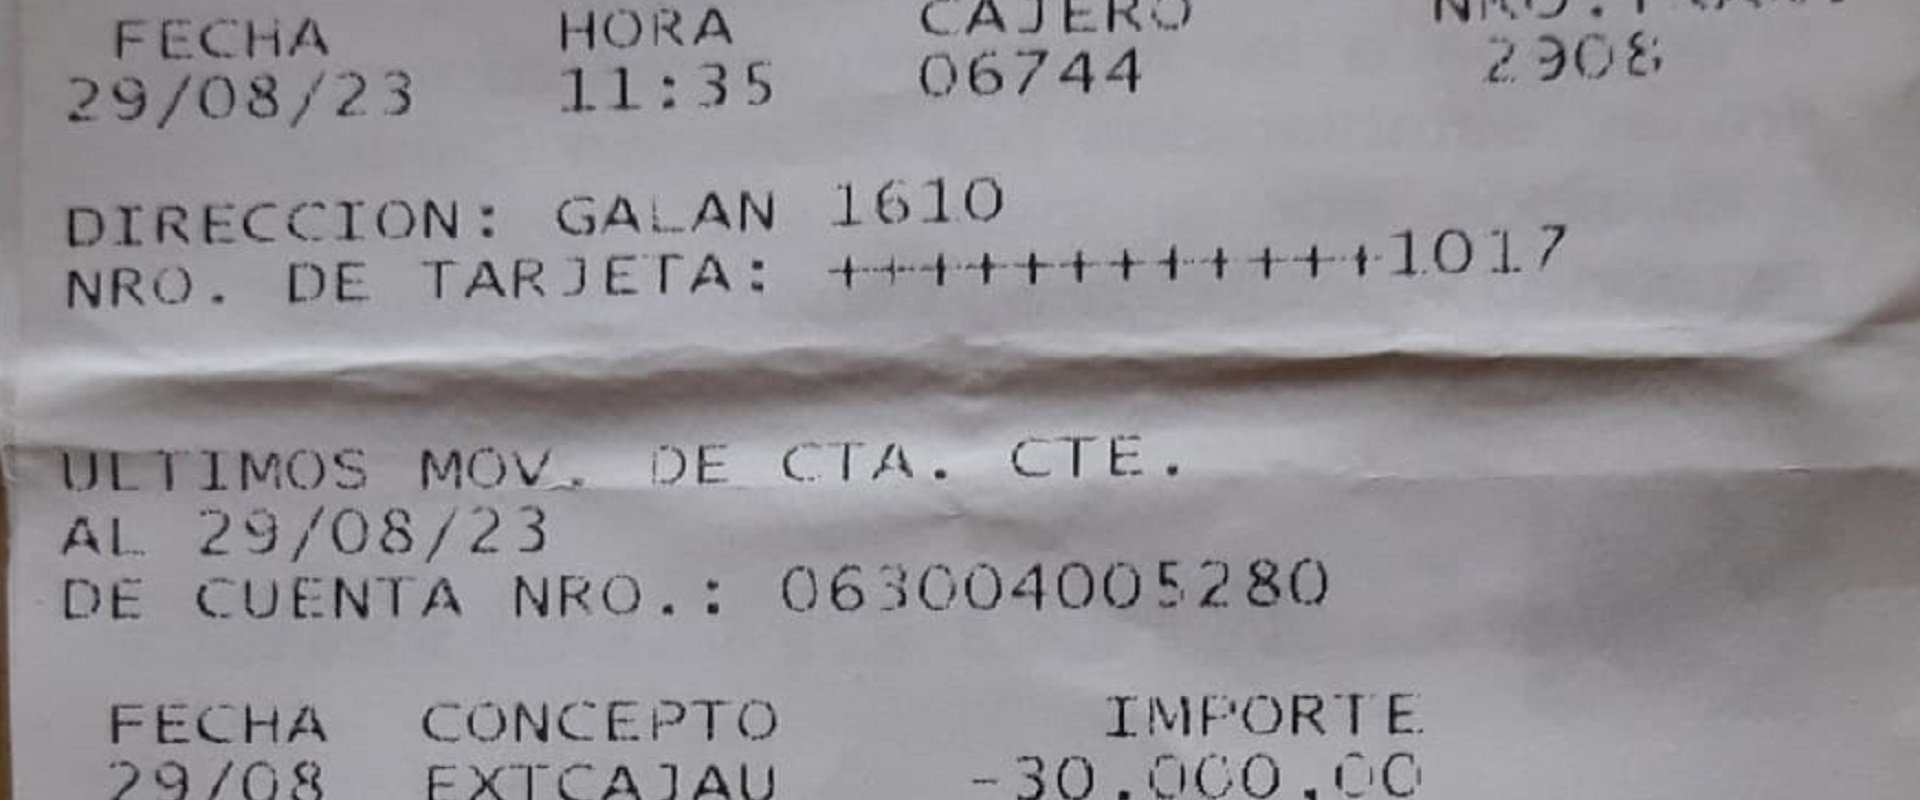 FECHA HORA CAJERO
29/08/23 11:35 06744 2908
DIRECCION: GALAN 1610
NRO. DE TARJETA: ++++++++++++1017
ULTIMOS MOV. DE CTA. CTE.
AL 29/08/23
DE CUENTA NRO.: 063004005280
FECHA CONCEPTO IMPORTE
29/08 EXTCAJAU -30.000,00